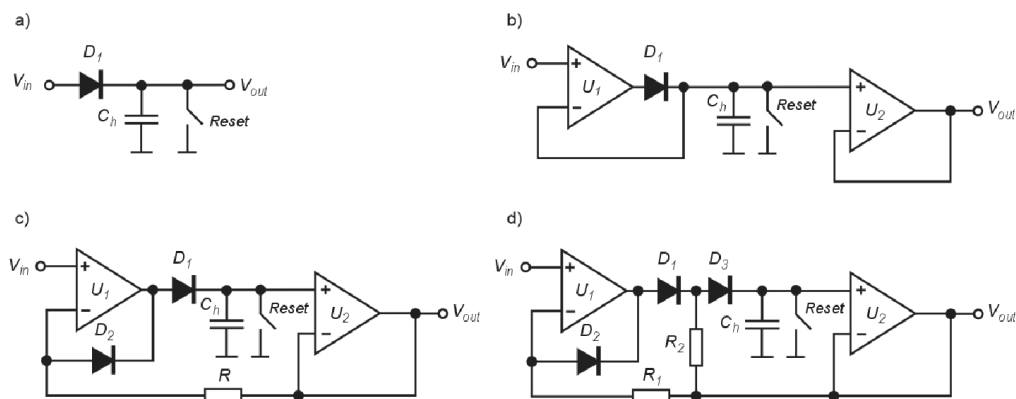 a)
D1
Vin
Vout
Ch
Reset
b)
Vin
+
−
U1
D1
Ch
Reset
+
−
U2
Vout
c)
Vin
+
−
U1
D1
D2
Ch
Reset
+
−
U2
Vout
R
d)
Vin
+
−
U1
D1
D3
D2
R2
Ch
Reset
+
−
U2
Vout
R1